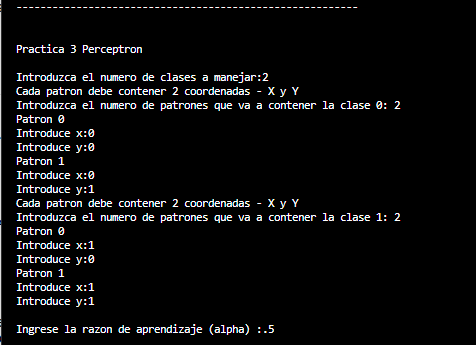 ------------------------------------------------------
Practica 3 Perceptron
Introduzca el numero de clases a manejar:2
Cada patron debe contener 2 coordenadas - X y Y
Introduzca el numero de patrones que va a contener la clase 0: 2
Patron 0
Introduce x:0
Introduce y:0
Patron 1
Introduce x:0
Introduce y:1
Cada patron debe contener 2 coordenadas - X y Y
Introduzca el numero de patrones que va a contener la clase 1: 2
Patron 0
Introduce x:1
Introduce y:0
Patron 1
Introduce x:1
Introduce y:1
Ingrese la razon de aprendizaje (alpha) :.5